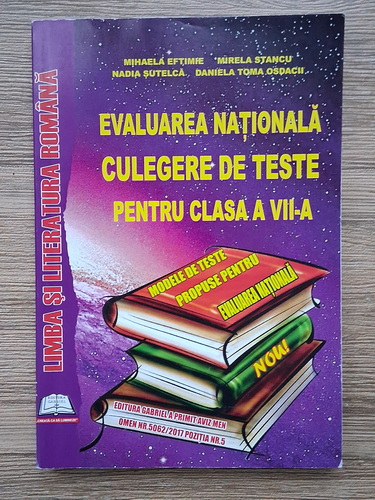 MIHAELA EFTIMIE MIRELA STANCU
NADIA ȘUTELCĂ DANIELA TOMA OSDACII
EVALUAREA NAȚIONALĂ
CULEGERE DE TESTE
PENTRU CLASA A VII-A
LIMBA ȘI LITERATURA ROMÂNĂ
MODELE DE TESTE
PROPUSE PENTRU
EVALUAREA NAȚIONALĂ
NOU!
EDITURA GABRIEL A PRIMIT AVIZ MEN
OMEN NR.5062/2017 POZIȚIA NR.5